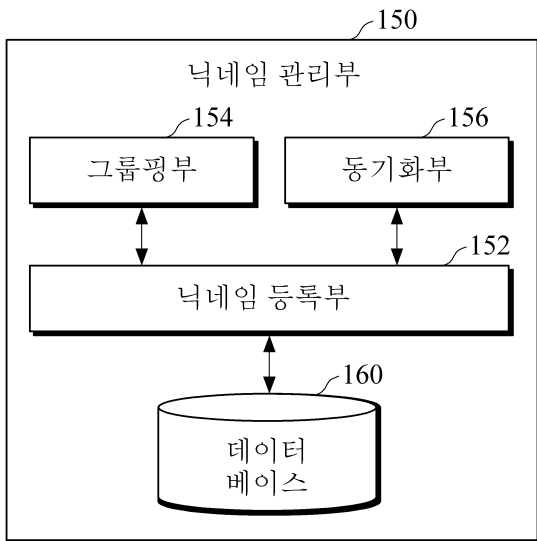 150
닉네임 관리부
154
156
그룹핑부
동기화부
152
닉네임 등록부
160
데이터
베이스